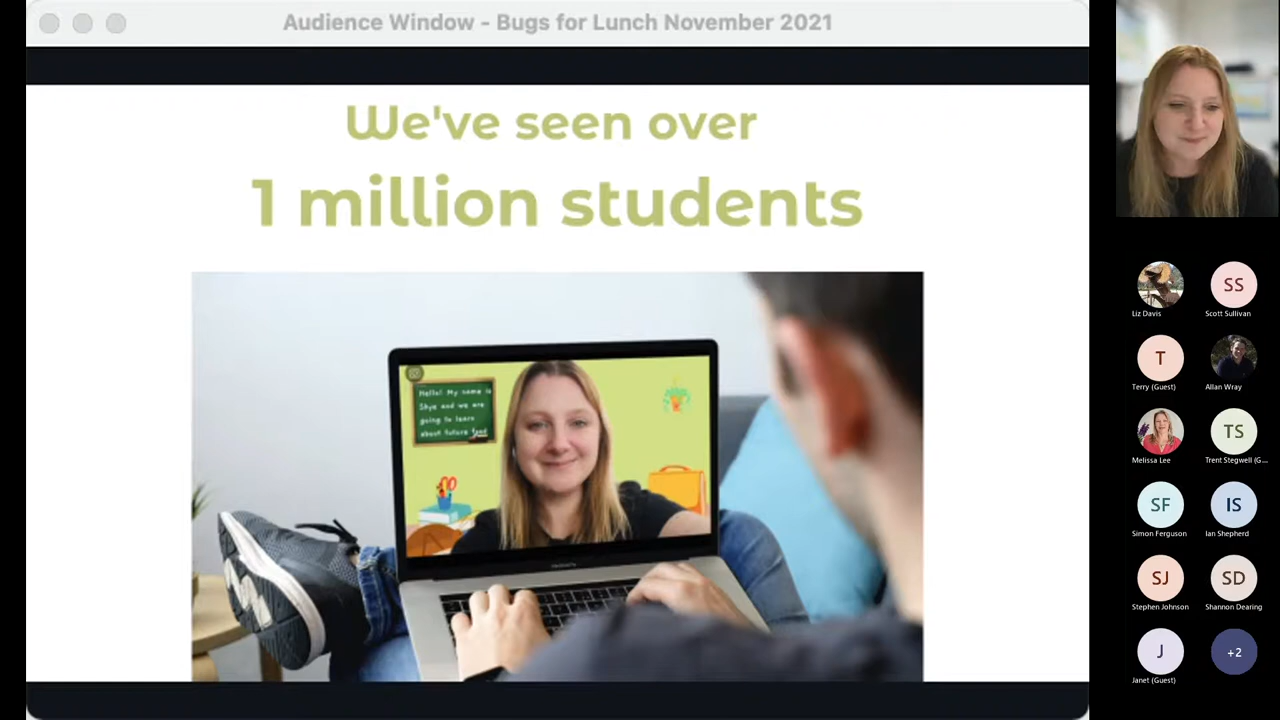 Audience Window - Bugs for Lunch November 2021
We've seen over
1 million students
Hello! My name is
Skye and we are
going to learn
about future food
Liz Davis
SS
Scott Sullivan
T
Terry (Guest)
Allan Wray
Melissa Lee
TS
Trent Stegwell (G...
SF
Simon Ferguson
IS
Ian Shepherd
SJ
Stephen Johnson
SD
Shannon Dearing
J
Janet (Guest)
+2